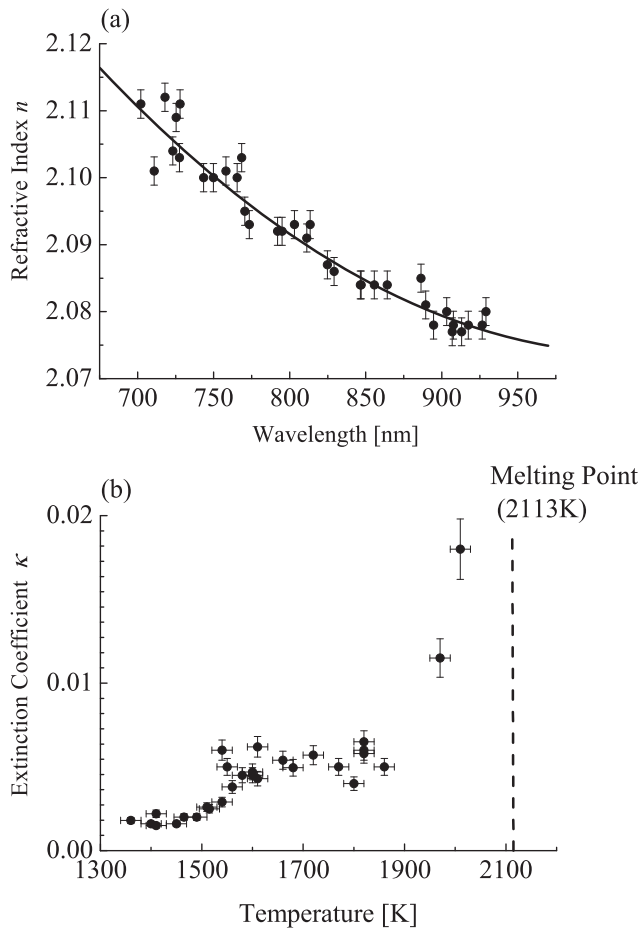 (a)
2.12
2.11
2.10
2.09
2.08
2.07
Refractive Index n
700 750 800 850 900 950
Wavelength [nm]
(b)
Melting Point
(2113K)
0.02
0.01
0.00
Extinction Coefficient κ
1300 1500 1700 1900 2100
Temperature [K]